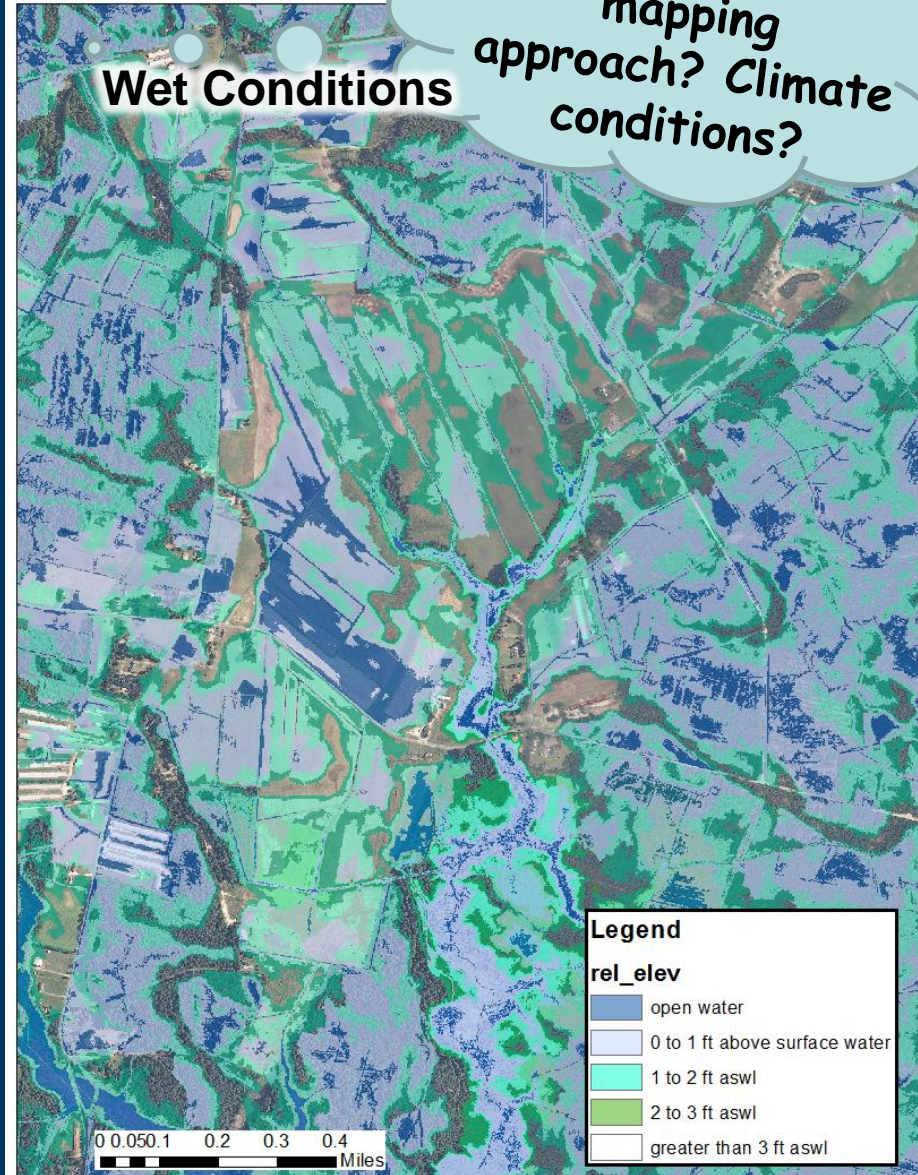 mapping
approach? Climate
conditions?
Wet Conditions
Legend
rel_elev
open water
0 to 1 ft above surface water
1 to 2 ft aswl
2 to 3 ft aswl
greater than 3 ft aswl
0 0.05 0.1 0.2 0.3 0.4
Miles